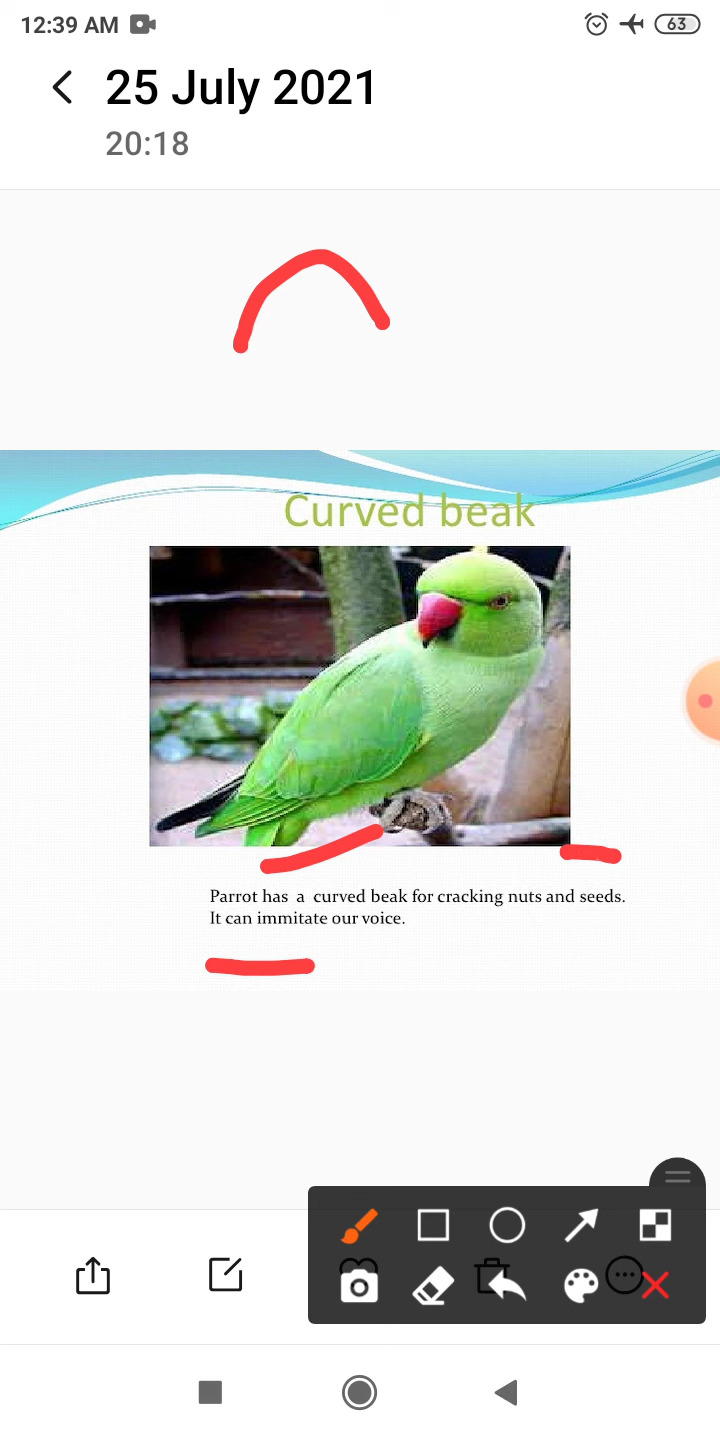 12:39 AM 63
25 July 2021
20:18
Curved beak
Parrot has a curved beak for cracking nuts and seeds.
It can immitate our voice.